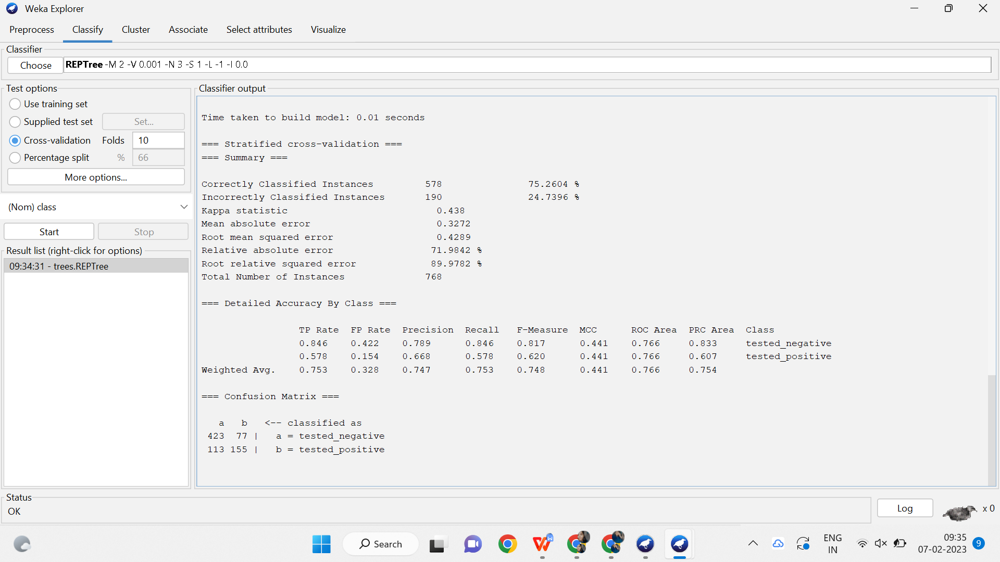 Weka Explorer
Preprocess Classify Cluster Associate Select attributes Visualize
Classifier
Choose REPTree -M 2 -V 0.001 -N 3 -S 1 -L -1 -I 0.0
Test options
Use training set
Supplied test set Set...
Cross-validation Folds 10
Percentage split % 66
More options...
(Nom) class
Start Stop
Result list (right-click for options)
09:34:31 - trees.REPTree
Classifier output
Time taken to build model: 0.01 seconds
=== Stratified cross-validation ===
=== Summary ===
Correctly Classified Instances 578 75.2604 %
Incorrectly Classified Instances 190 24.7396 %
Kappa statistic 0.438
Mean absolute error 0.3272
Root mean squared error 0.4289
Relative absolute error 71.9842 %
Root relative squared error 89.9782 %
Total Number of Instances 768
=== Detailed Accuracy By Class ===
TP Rate FP Rate Precision Recall F-Measure MCC ROC Area PRC Area Class
0.846 0.422 0.789 0.846 0.817 0.441 0.766 0.833 tested_negative
0.578 0.154 0.668 0.578 0.620 0.441 0.766 0.607 tested_positive
Weighted Avg. 0.753 0.328 0.747 0.753 0.748 0.441 0.766 0.754
=== Confusion Matrix ===
a b <-- classified as
423 77 | a = tested_negative
113 155 | b = tested_positive
Status
OK
Log
x 0
Search
ENG
IN
09:35
07-02-2023
9